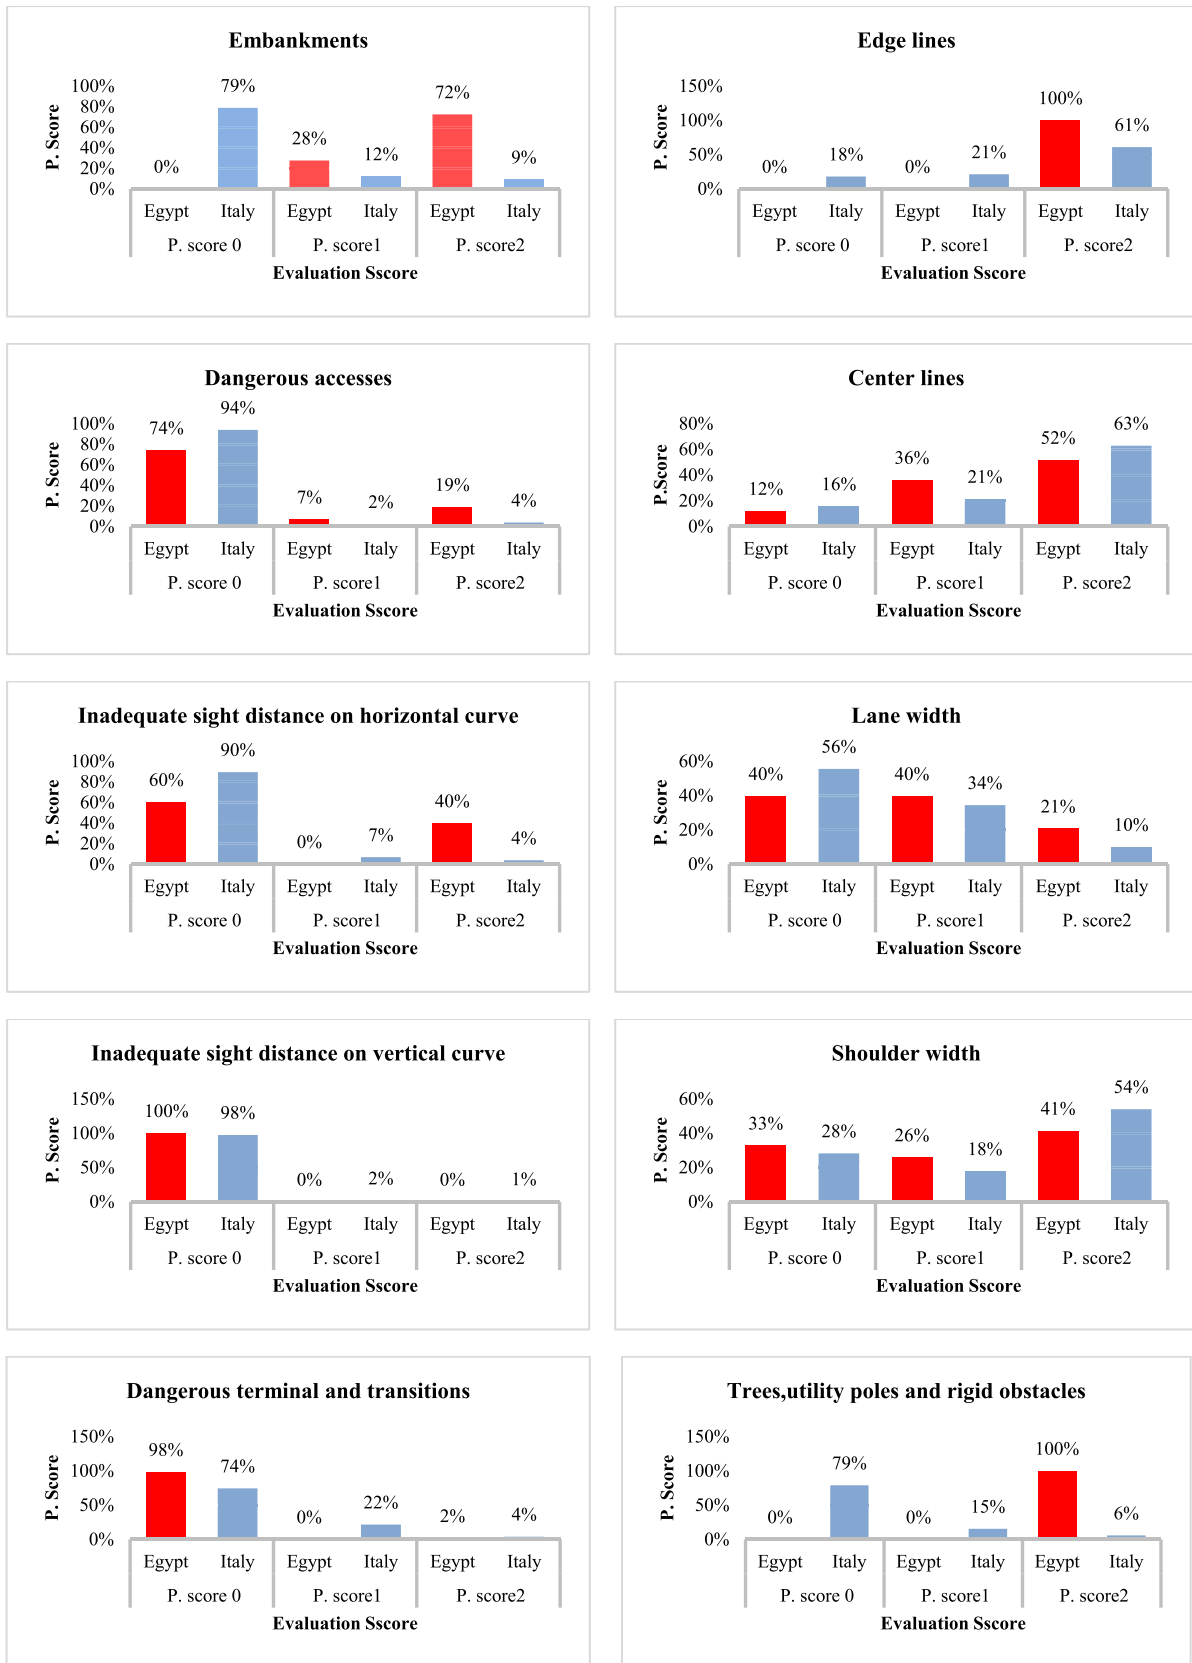 Embankments
P. Score
100%
80%
60%
40%
20%
0%
0%
79%
28%
12%
72%
9%
Egypt Italy Egypt Italy Egypt Italy
P. score 0 P. score1 P. score2
Evaluation Sscore
Edge lines
P. Score
150%
100%
50%
0%
0%
18%
0%
21%
100%
61%
Egypt Italy Egypt Italy Egypt Italy
P. score 0 P. score1 P. score2
Evaluation Sscore
Dangerous accesses
P. Score
100%
80%
60%
40%
20%
0%
74%
94%
7%
2%
19%
4%
Egypt Italy Egypt Italy Egypt Italy
P. score 0 P. score1 P. score2
Evaluation Sscore
Center lines
P.Score
80%
60%
40%
20%
0%
12%
16%
36%
21%
52%
63%
Egypt Italy Egypt Italy Egypt Italy
P. score 0 P. score1 P. score2
Evaluation Sscore
Inadequate sight distance on horizontal curve
P. Score
100%
80%
60%
40%
20%
0%
60%
90%
0%
7%
40%
4%
Egypt Italy Egypt Italy Egypt Italy
P. score 0 P. score1 P. score2
Evaluation Sscore
Lane width
P. Score
60%
40%
20%
0%
40%
56%
40%
34%
21%
10%
Egypt Italy Egypt Italy Egypt Italy
P. score 0 P. score1 P. score2
Evaluation Sscore
Inadequate sight distance on vertical curve
P. Score
150%
100%
50%
0%
100%
98%
0%
2%
0%
1%
Egypt Italy Egypt Italy Egypt Italy
P. score 0 P. score1 P. score2
Evaluation Sscore
Shoulder width
P. Score
60%
40%
20%
0%
33%
28%
26%
18%
41%
54%
Egypt Italy Egypt Italy Egypt Italy
P. score 0 P. score1 P. score2
Evaluation Sscore
Dangerous terminal and transitions
P. Score
150%
100%
50%
0%
98%
74%
0%
22%
2%
4%
Egypt Italy Egypt Italy Egypt Italy
P. score 0 P. score1 P. score2
Evaluation Sscore
Trees,utility poles and rigid obstacles
P. Score
150%
100%
50%
0%
0%
79%
0%
15%
100%
6%
Egypt Italy Egypt Italy Egypt Italy
P. score 0 P. score1 P. score2
Evaluation Sscore